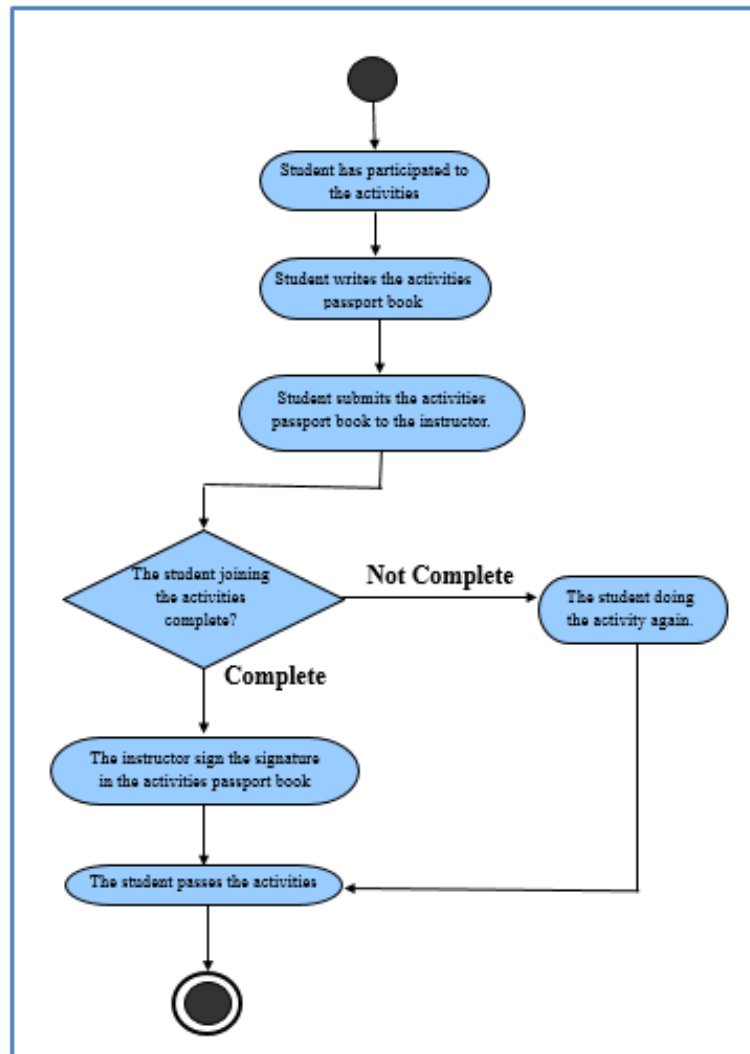 Student has participated to
the activities
Student writes the activities
passport book
Student submits the activities
passport book to the instructor.
The student joining
the activities
complete?
Not Complete
The student doing
the activity again.
Complete
The instructor sign the signature
in the activities passport book
The student passes the activities